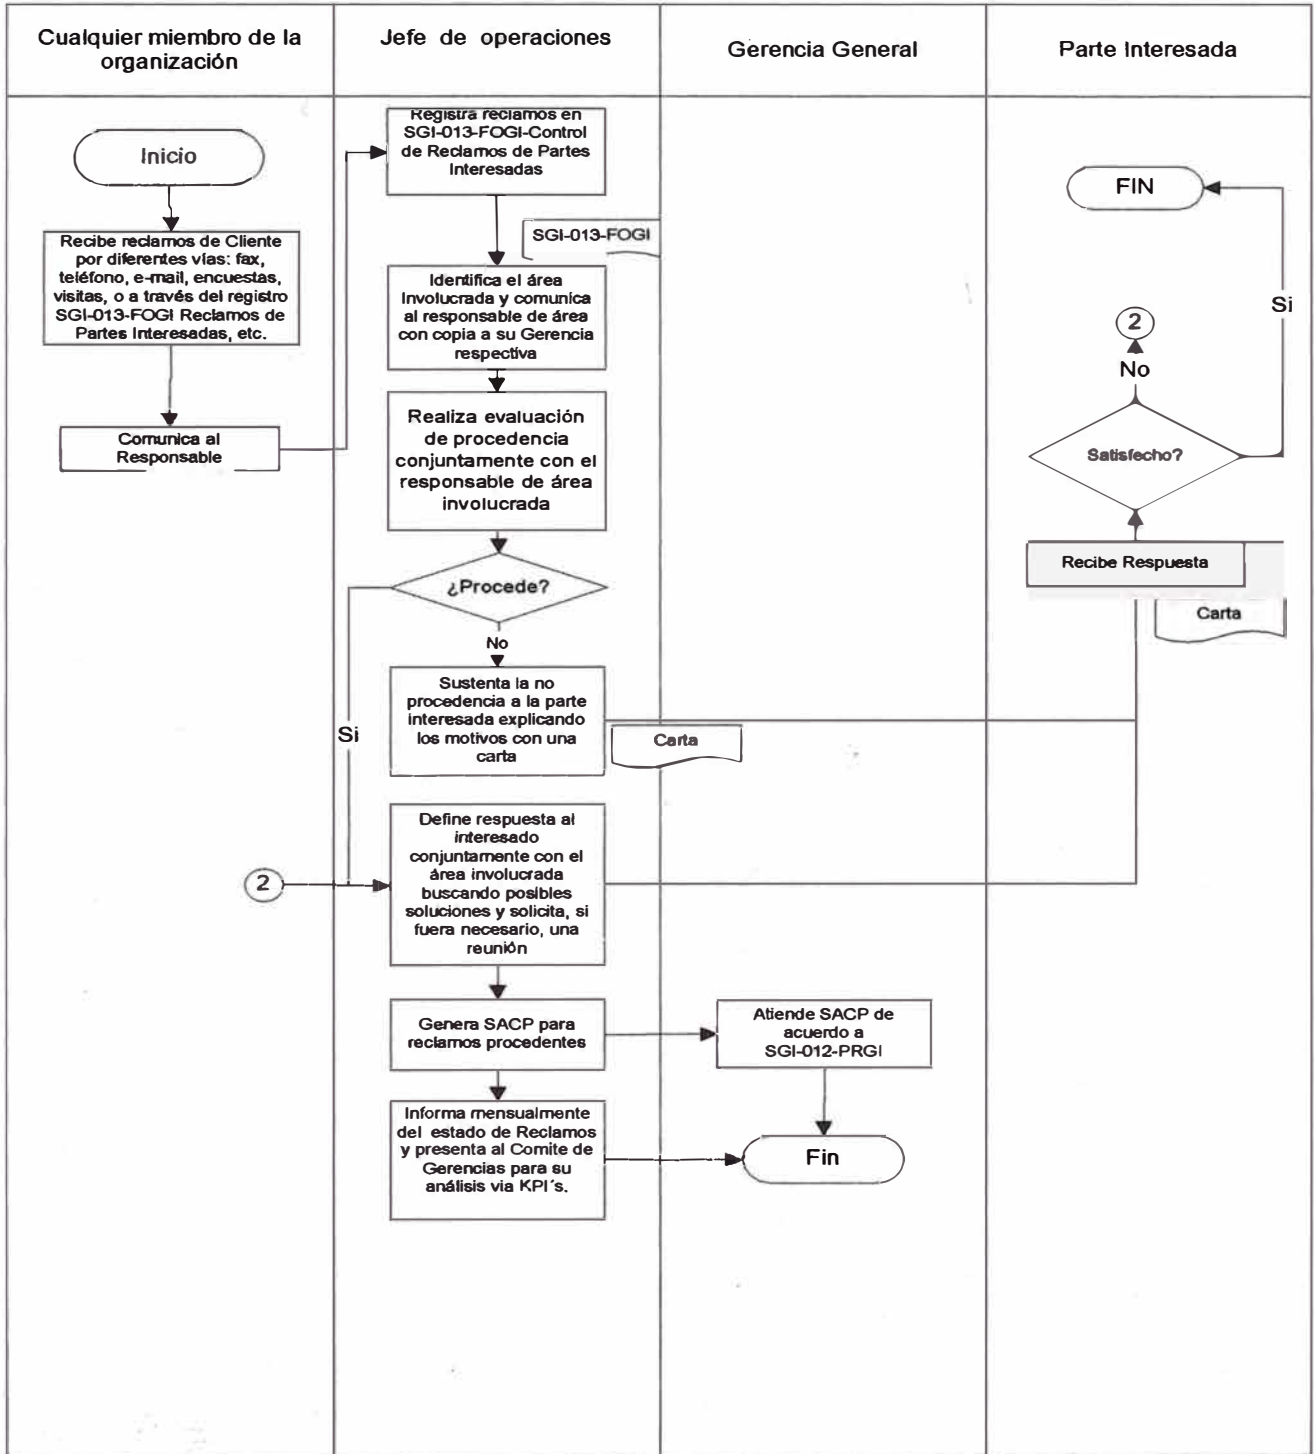 Cualquier miembro de la
organización
Jefe de operaciones
Gerencia General
Parte Interesada
Inicio
Recibe reclamos de Cliente
por diferentes vías: fax,
teléfono, e-mail, encuestas,
visitas, o a través del registro
SGI-013-FOGI Reclamos de
Partes Interesadas, etc.
Comunica al
Responsable
2
Registra reclamos en
SGI-013-FOGI-Control
de Reclamos de Partes
Interesadas
SGI-013-FOGI
Identifica el área
Involucrada y comunica
al responsable de área
con copia a su Gerencia
respectiva
Realiza evaluación
de procedencia
conjuntamente con el
responsable de área
involucrada
¿Procede?
No
Si
Sustenta la no
procedencia a la parte
interesada explicando
los motivos con una
carta
Carta
Define respuesta al
interesado
conjuntamente con el
área involucrada
buscando posibles
soluciones y solicita, si
fuera necesario, una
reunión
Genera SACP para
reclamos procedentes
Informa mensualmente
del estado de Reclamos
y presenta al Comite de
Gerencias para su
análisis via KPI´s.
Atiende SACP de
acuerdo a
SGI-012-PRGI
Fin
FIN
Si
2
No
Satisfecho?
Recibe Respuesta
Carta